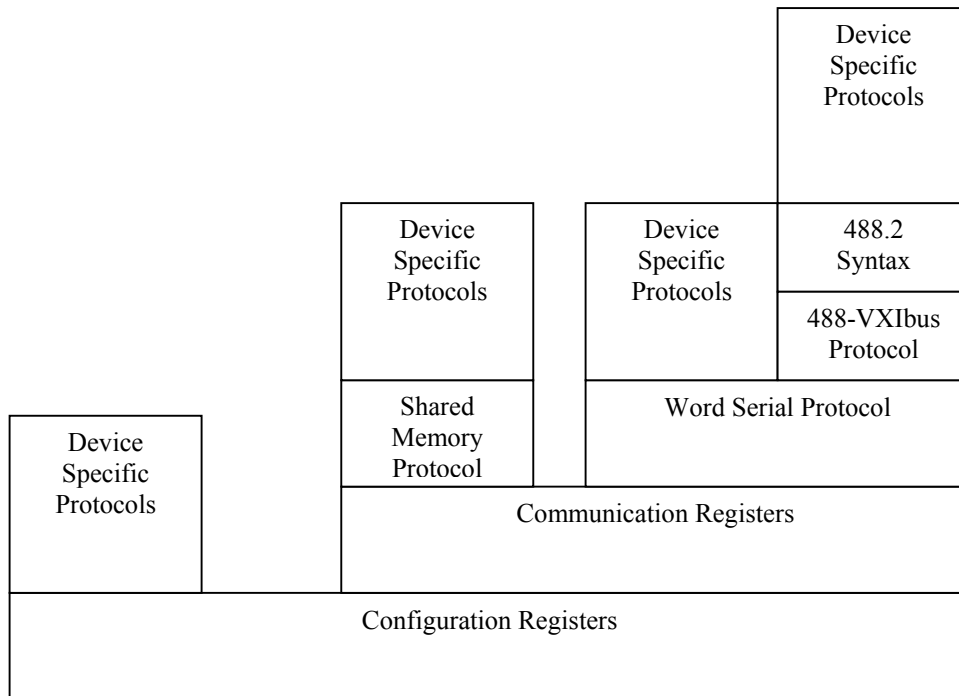 Device
Specific
Protocols
Device
Specific
Protocols
Device
Specific
Protocols
488.2
Syntax
488-VXIbus
Protocol
Shared
Memory
Protocol
Word Serial Protocol
Device
Specific
Protocols
Communication Registers
Configuration Registers